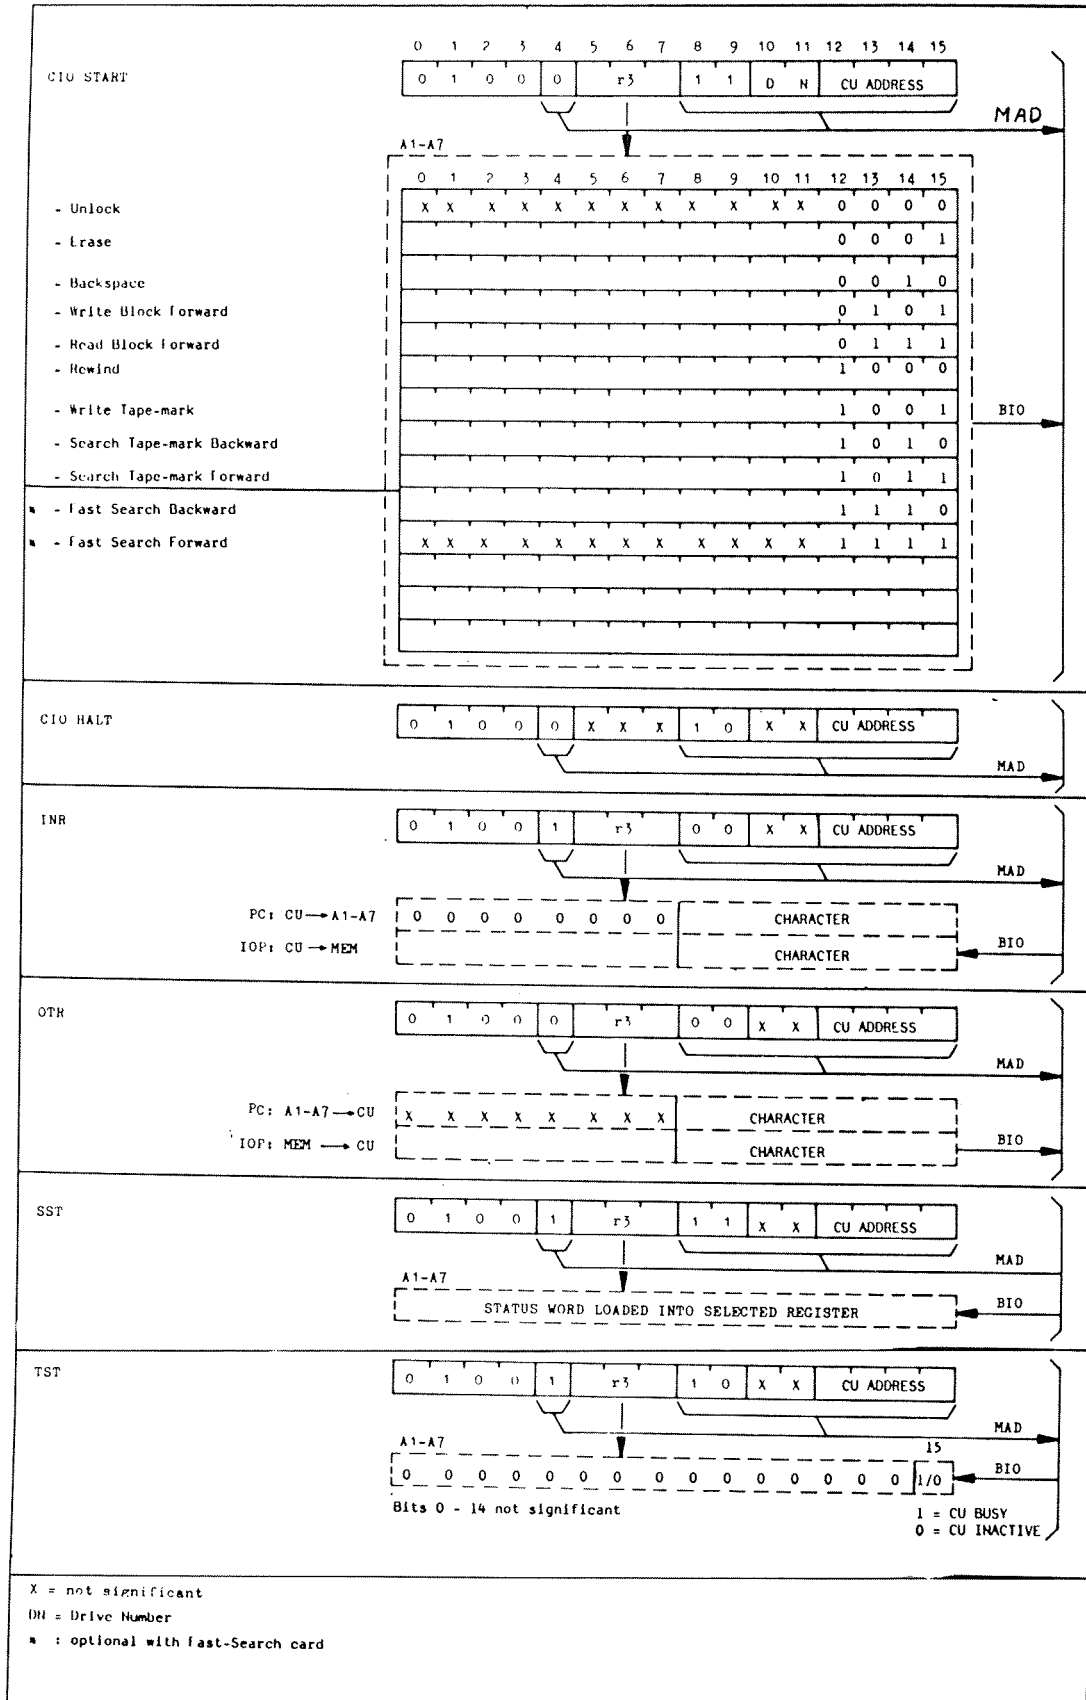 0 1 2 3 4 5 6 7 8 9 10 11 12 13 14 15
CIO START 0 1 0 0 0 r3 1 1 D N CU ADDRESS
MAD
A1-A7
0 1 2 3 4 5 6 7 8 9 10 11 12 13 14 15
- Unlock X X X X X X X X X X X X 0 0 0 0
- Erase 0 0 0 1
- Backspace 0 0 1 0
- Write Block Forward 0 1 0 1
- Read Block Forward 0 1 1 1
- Rewind 1 0 0 0
- Write Tape-mark 1 0 0 1 BIO
- Search Tape-mark Backward 1 0 1 0
- Search Tape-mark Forward 1 0 1 1
* - Fast Search Backward 1 1 1 0
* - Fast Search Forward X X X X X X X X X X X X 1 1 1 1
CIO HALT 0 1 0 0 0 X X X 1 0 X X CU ADDRESS
MAD
INR 0 1 0 0 1 r3 0 0 X X CU ADDRESS
MAD
PC: CU → A1-A7 0 0 0 0 0 0 0 0 CHARACTER
IOP: CU → MEM CHARACTER BIO
OTR 0 1 0 0 0 r3 0 0 X X CU ADDRESS
MAD
PC: A1-A7 → CU X X X X X X X X CHARACTER
IOP: MEM → CU CHARACTER BIO
SST 0 1 0 0 1 r3 1 1 X X CU ADDRESS
MAD
A1-A7
STATUS WORD LOADED INTO SELECTED REGISTER BIO
TST 0 1 0 0 1 r3 1 0 X X CU ADDRESS
MAD
A1-A7 15
0 0 0 0 0 0 0 0 0 0 0 0 0 0 0 1/0 BIO
Bits 0 - 14 not significant
1 = CU BUSY
0 = CU INACTIVE
X = not significant
DN = Drive Number
* : optional with Fast-Search card